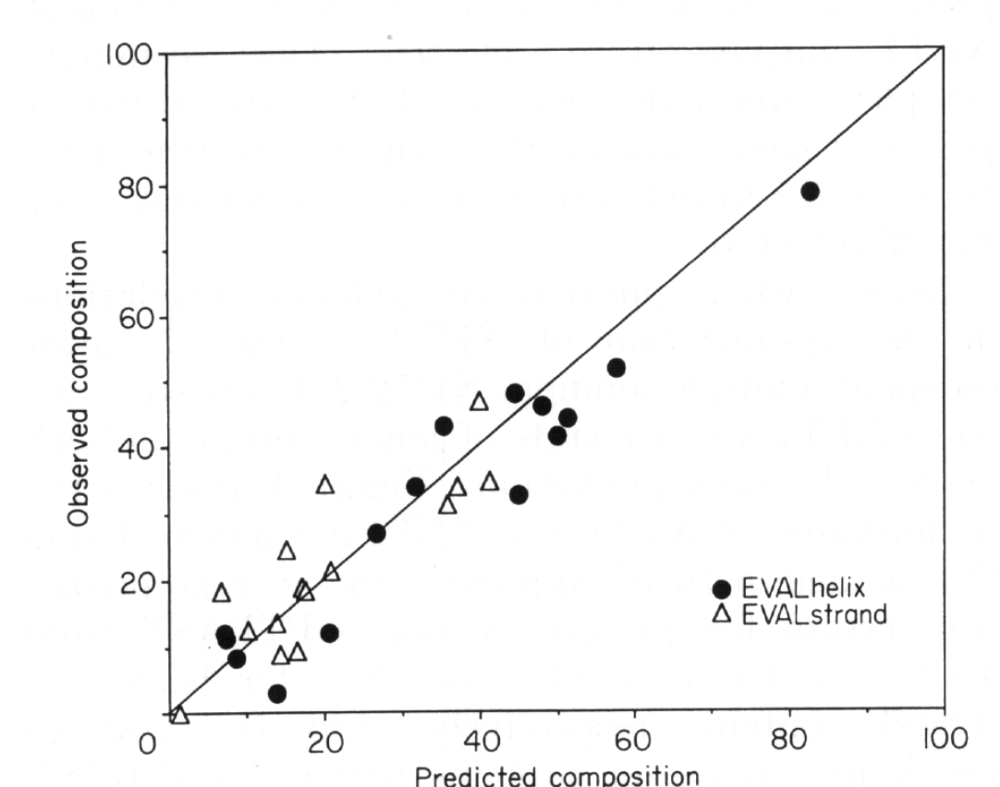 100
80
60
40
20
Observed composition
EVALhelix
EVALstrand
0 20 40 60 80 100
Predicted composition